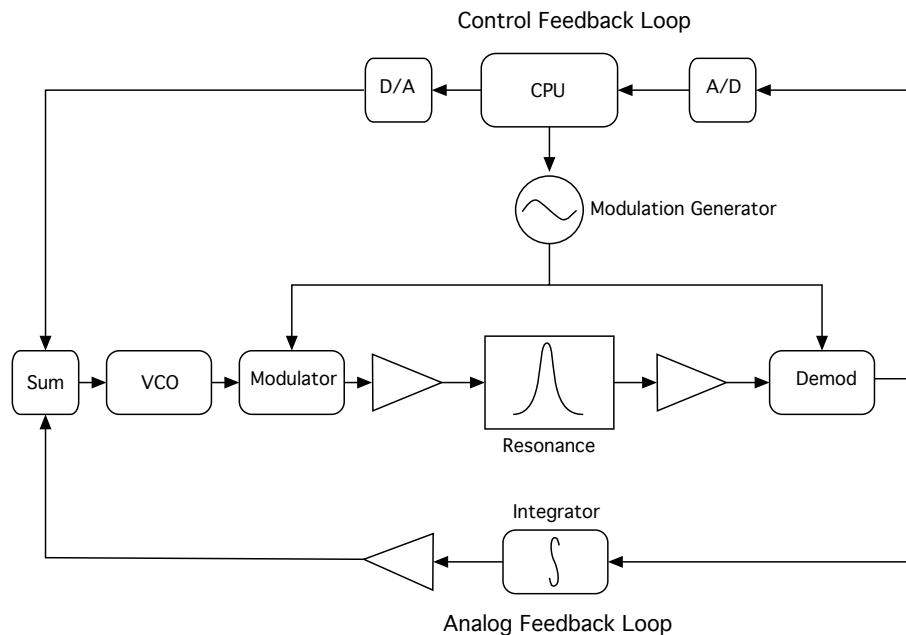 Control Feedback Loop
D/A
CPU
A/D
Modulation Generator
Sum
VCO
Modulator
Demod
Resonance
Integrator
Analog Feedback Loop